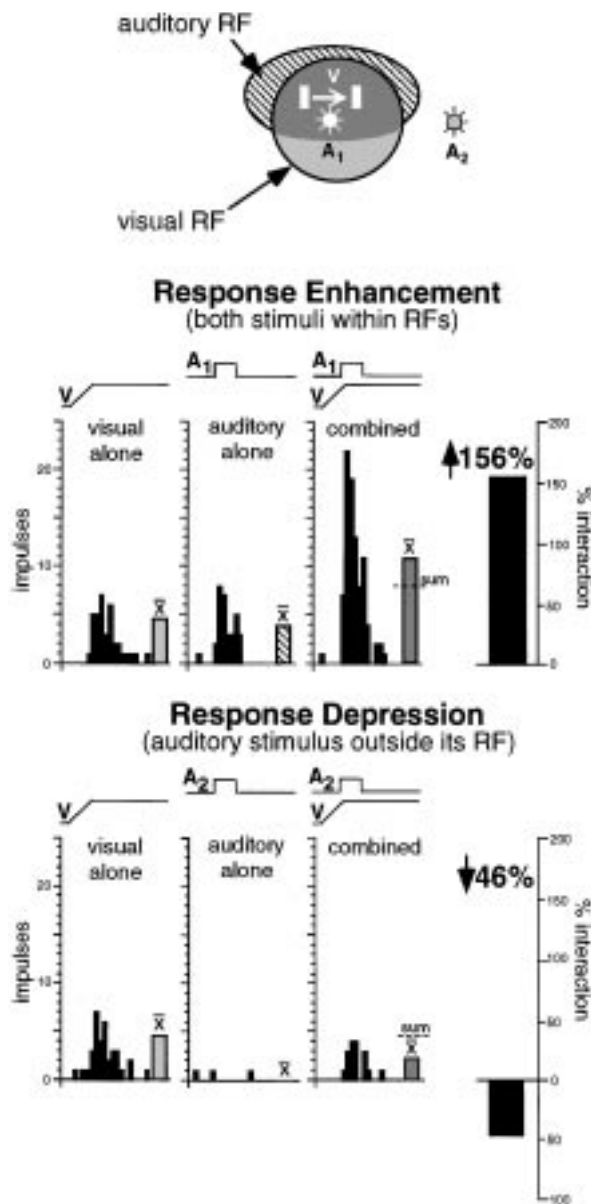 auditory RF
V
A1
A2
visual RF
Response Enhancement
(both stimuli within RFs)
V
A1
A1
V
visual alone
auditory alone
combined
156%
sum
x̄
x̄
x̄
impulses
20
10
0
200
150
100
50
0
% interaction
Response Depression
(auditory stimulus outside its RF)
V
A2
A2
V
visual alone
auditory alone
combined
46%
sum
x̄
x̄
x̄
impulses
20
10
0
200
150
100
50
0
50
100
% interaction